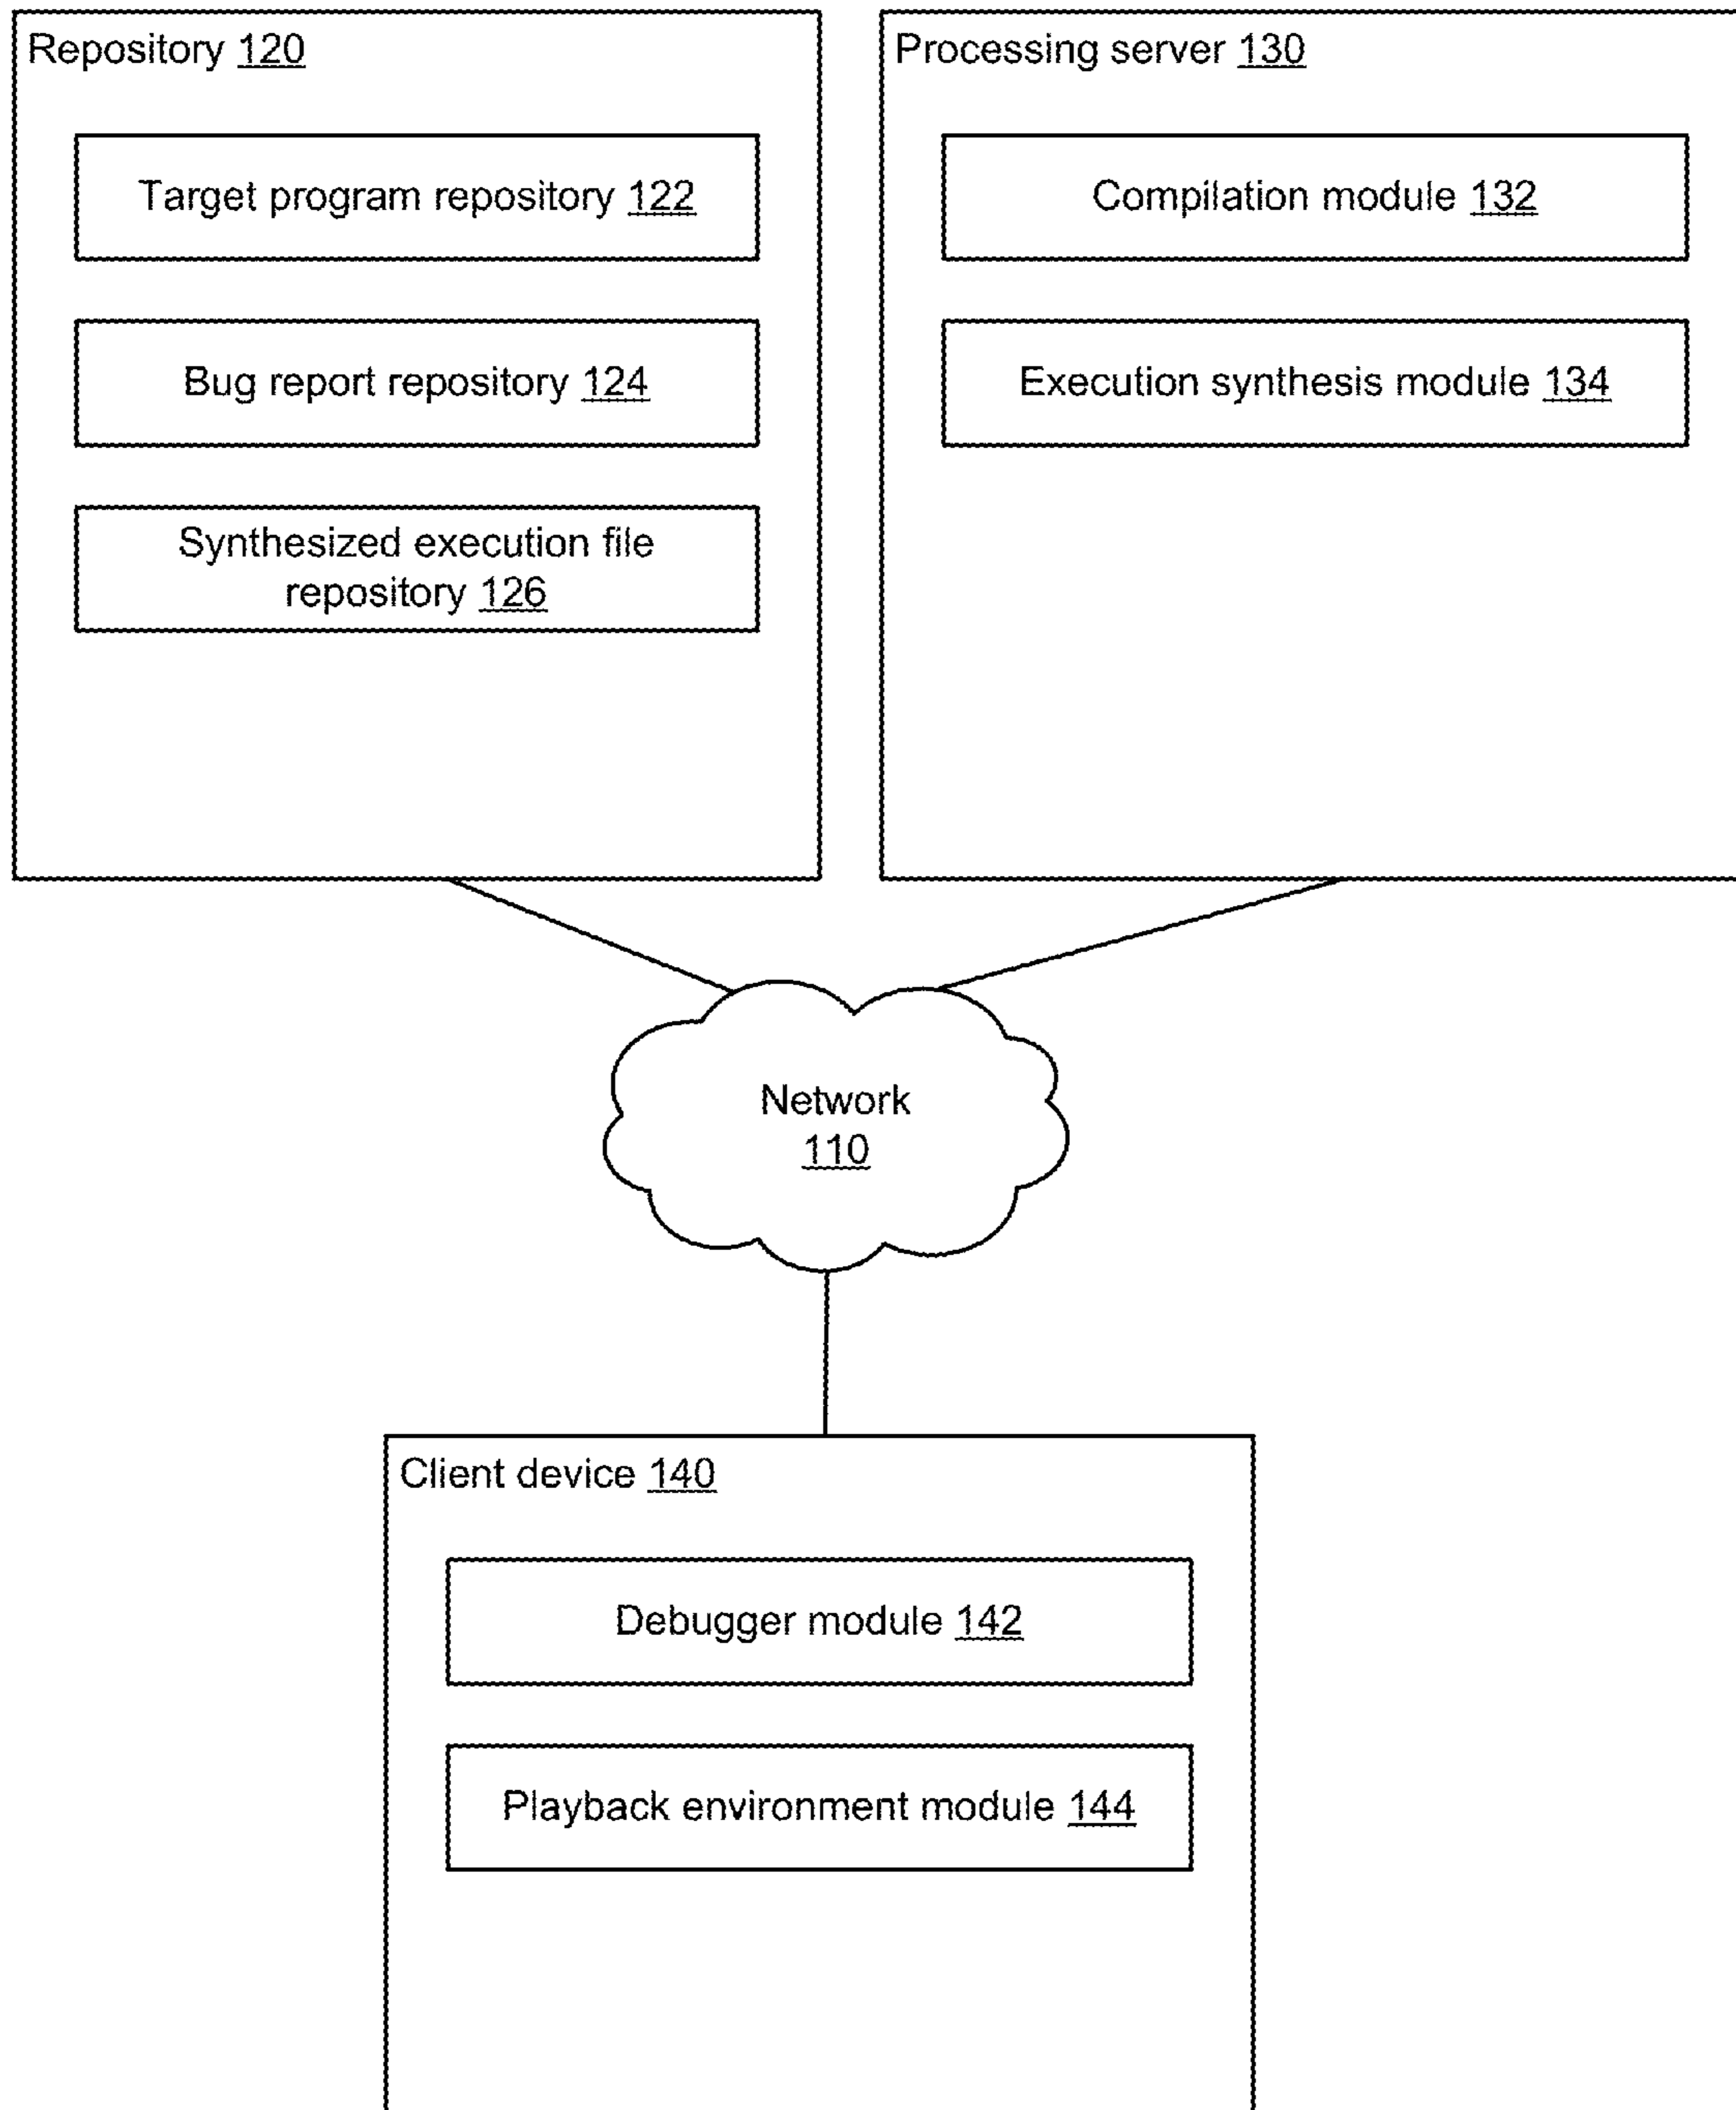 Repository 120
Target program repository 122
Bug report repository 124
Synthesized execution file
repository 126
Processing server 130
Compilation module 132
Execution synthesis module 134
Network
110
Client device 140
Debugger module 142
Playback environment module 144